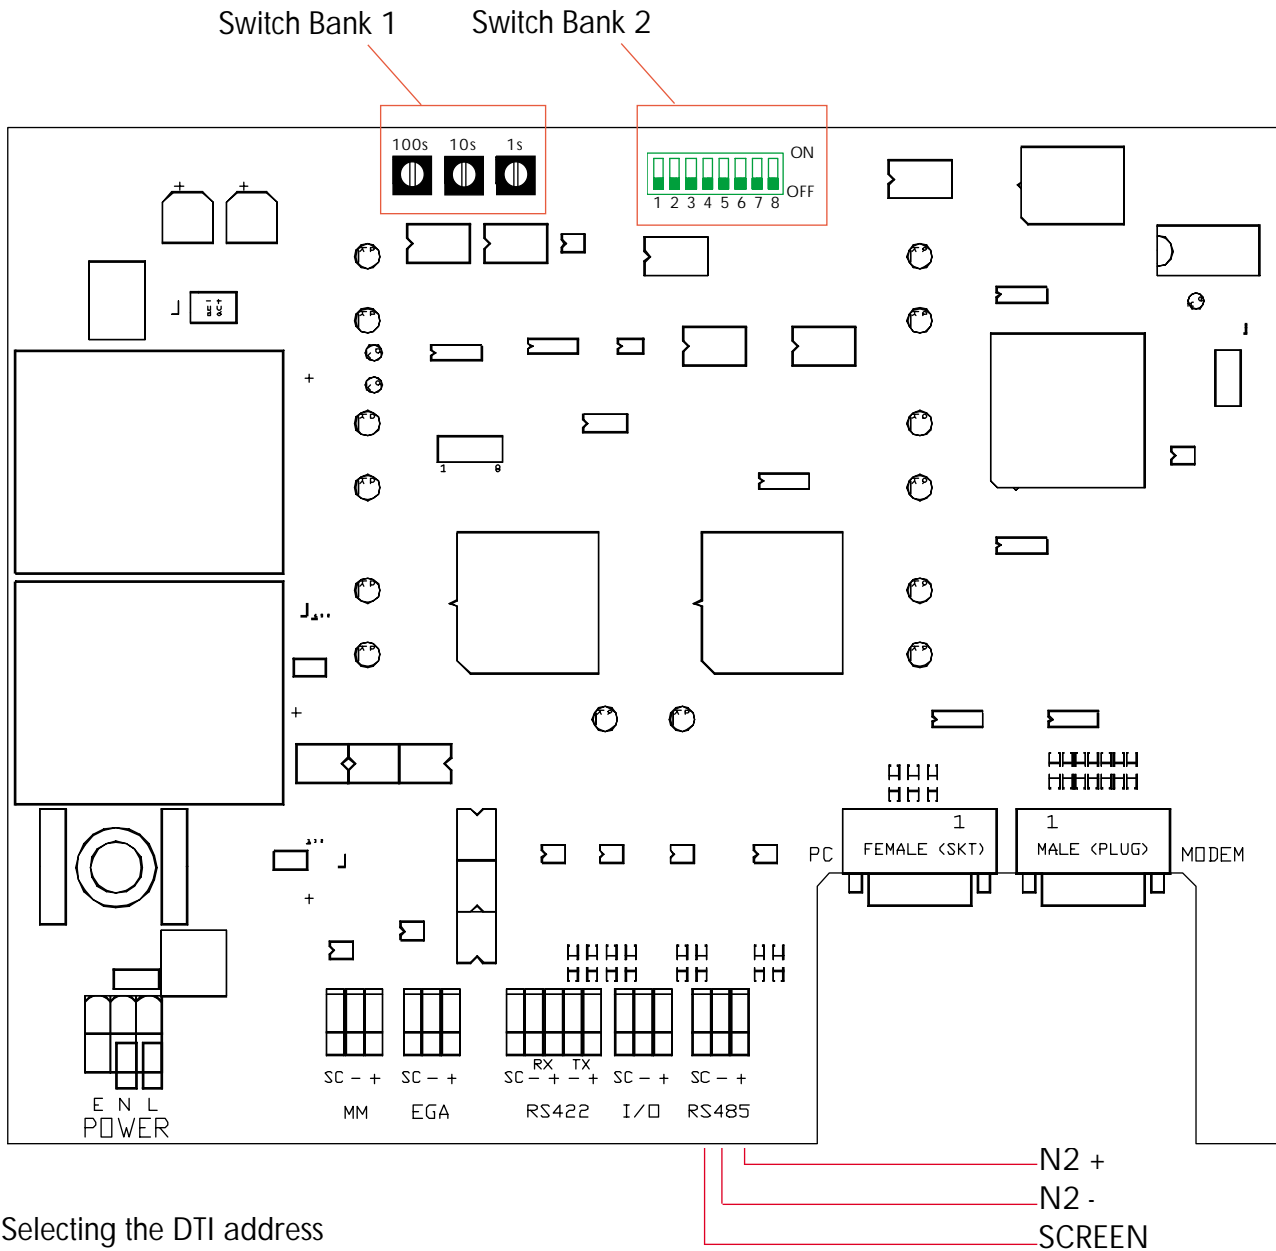 Switch Bank 1 Switch Bank 2
100s 10s 1s
ON
OFF
1 2 3 4 5 6 7 8
+ +
+
1 8
+
+
1 1
PC FEMALE (SKT) MALE (PLUG) MODEM
RX TX
SC - + SC - + SC - + - + SC - + SC - +
E N L
POWER
MM EGA RS422 I/O RS485
N2 +
N2 -
SCREEN
Selecting the DTI address